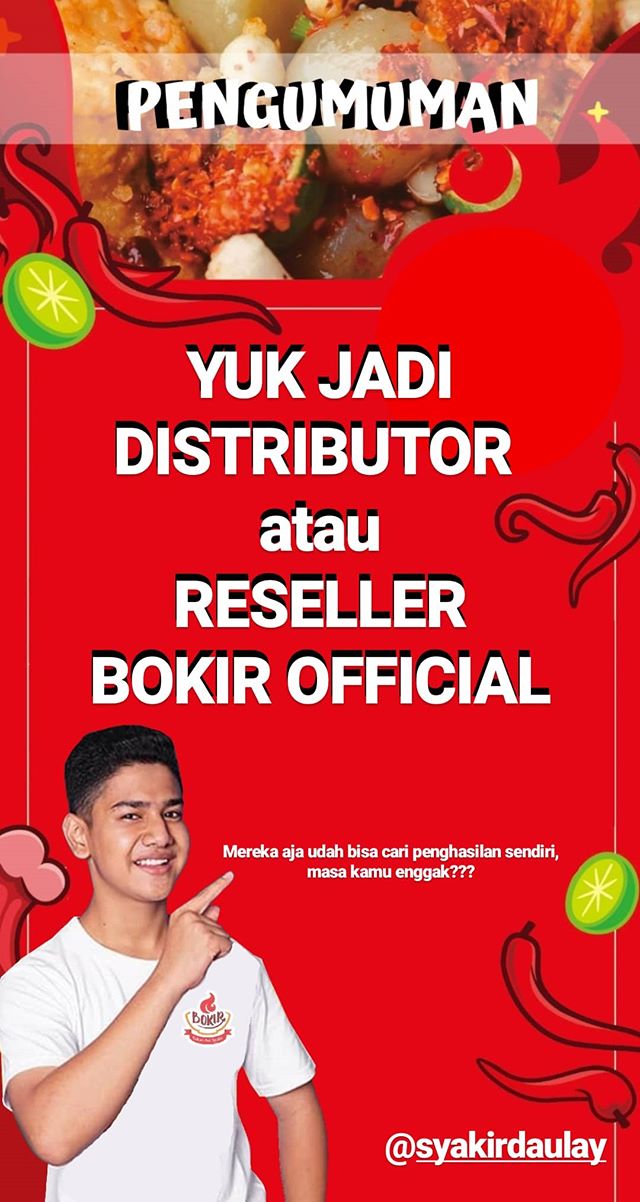 PENGUMUMAN
YUK JADI
DISTRIBUTOR
atau
RESELLER
BOKIR OFFICIAL
Mereka aja udah bisa cari penghasilan sendiri,
masa kamu enggak???
BOKIR
@syakirdaulay